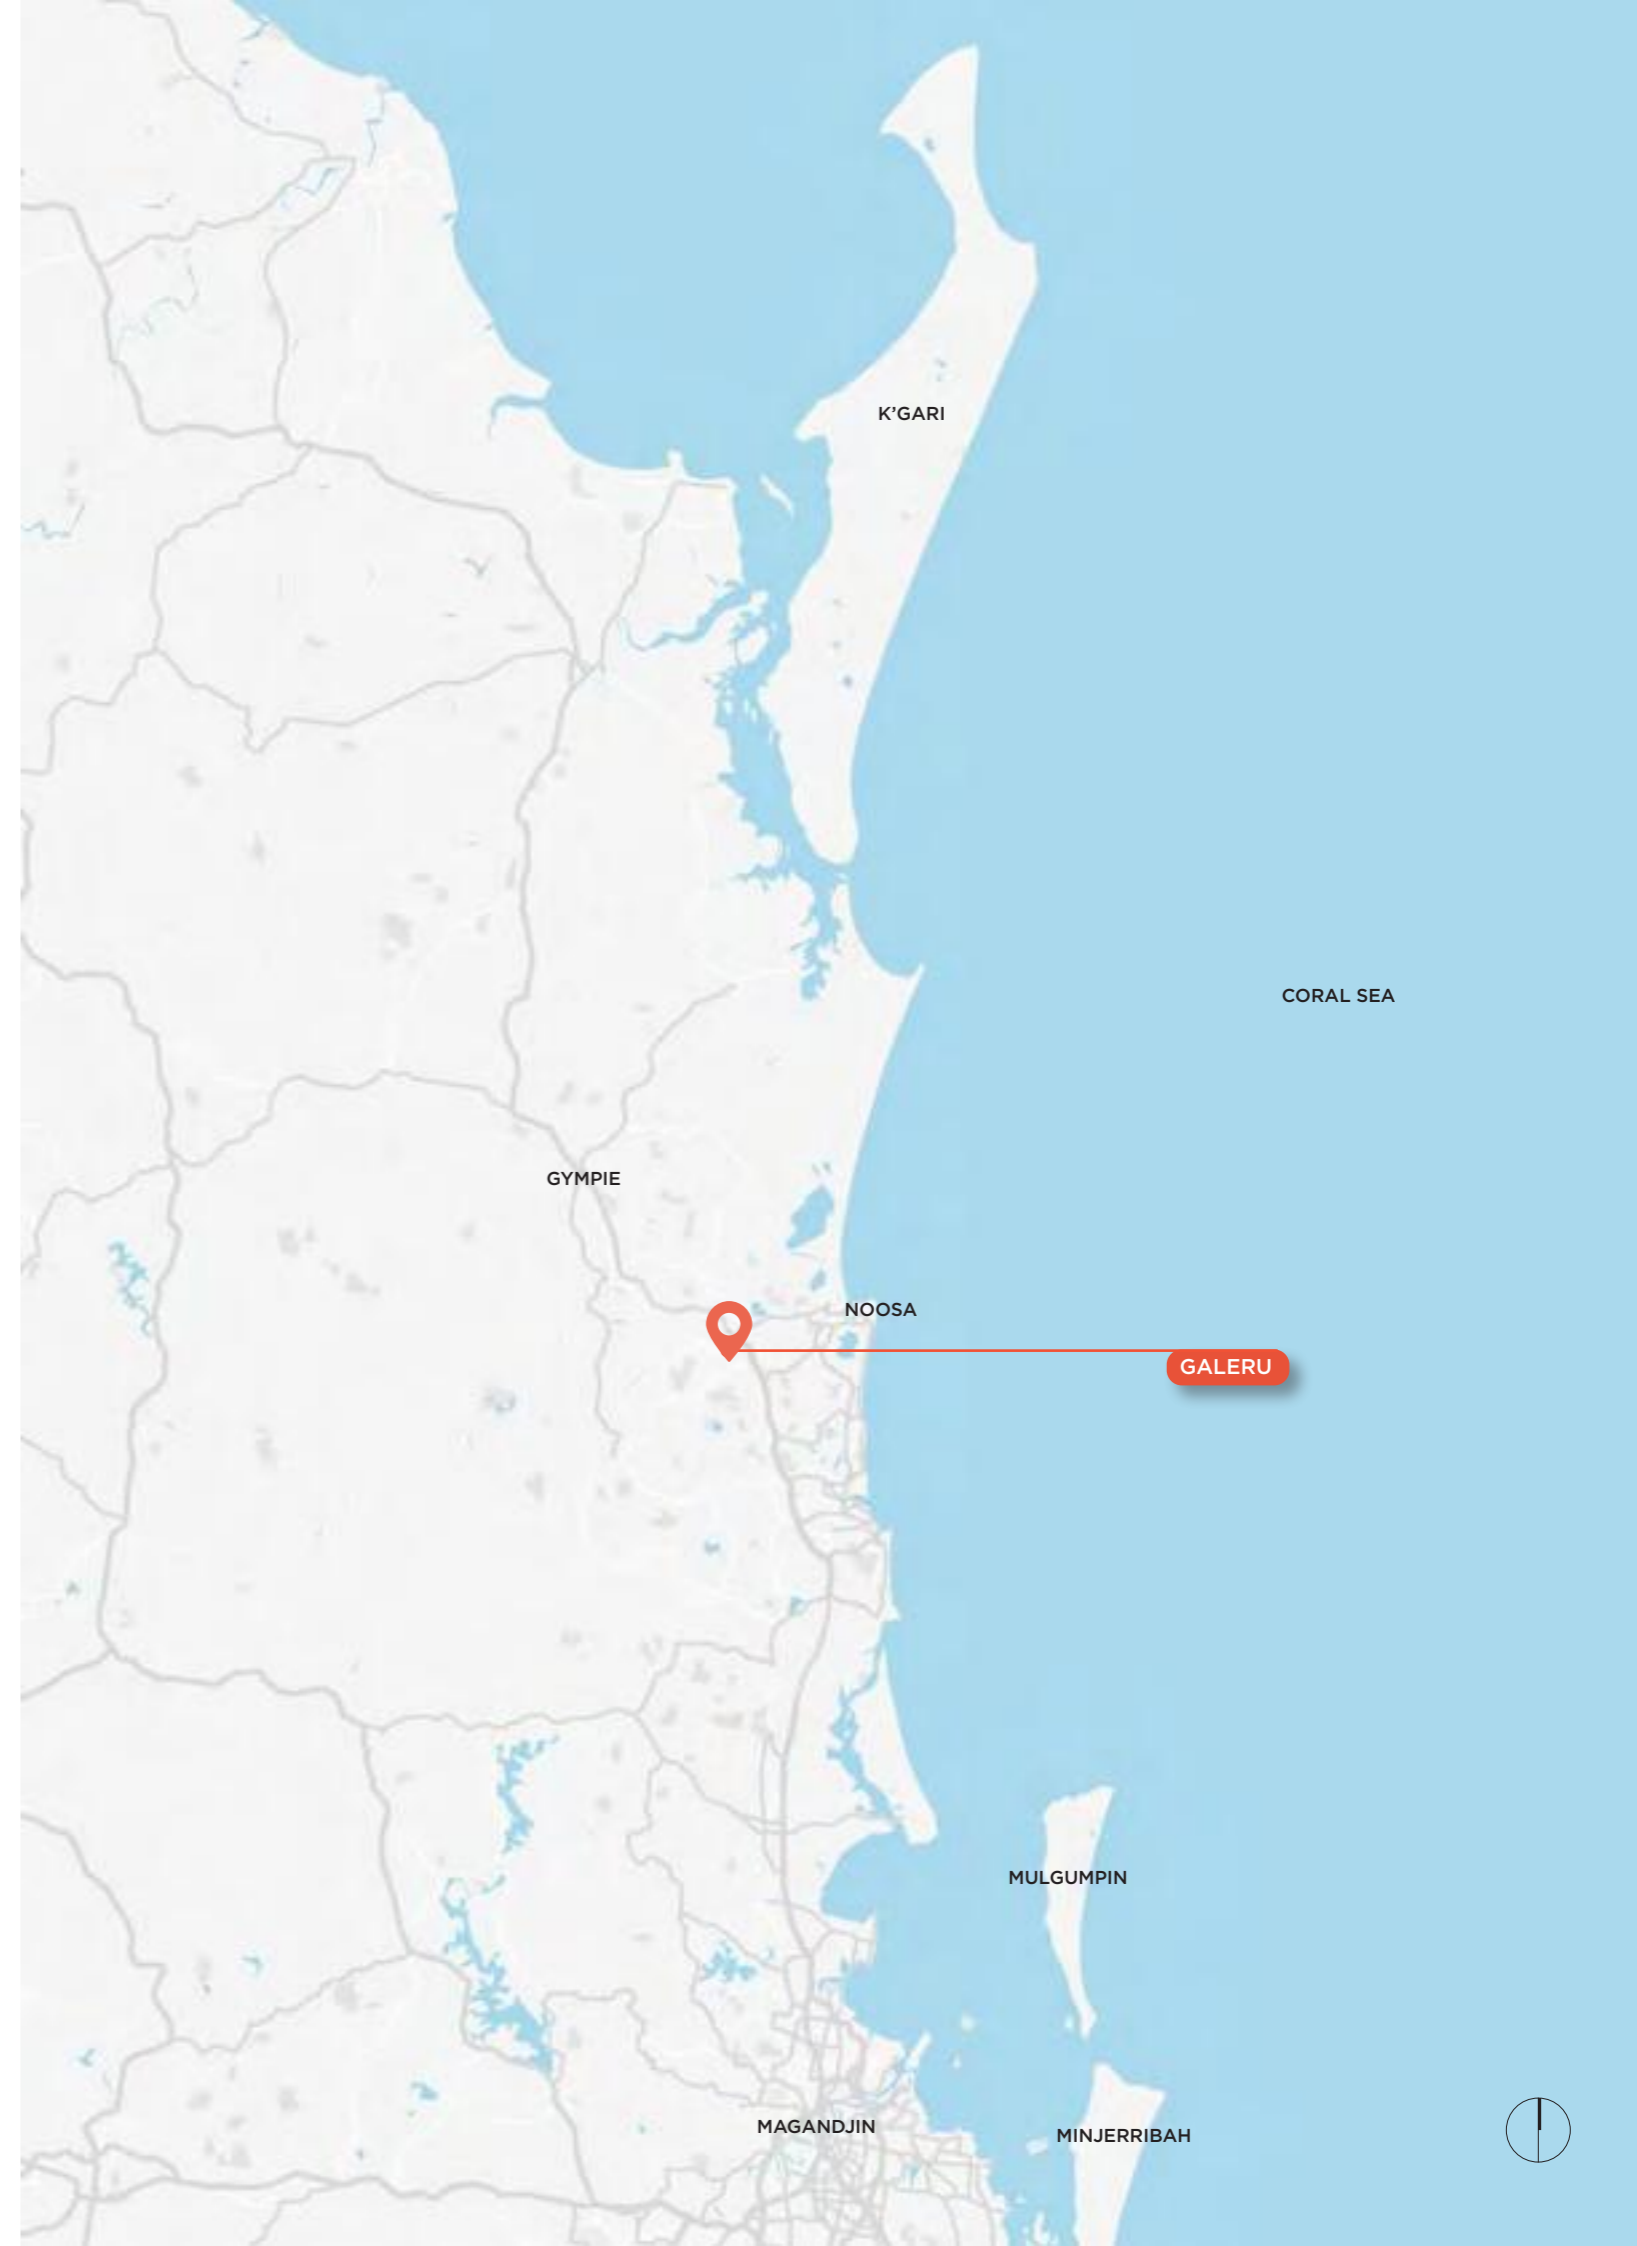 K'GARI
CORAL SEA
GYMPIE
NOOSA
GALERU
MULGUMPIN
MAGANDJIN
MINJERRIBAH